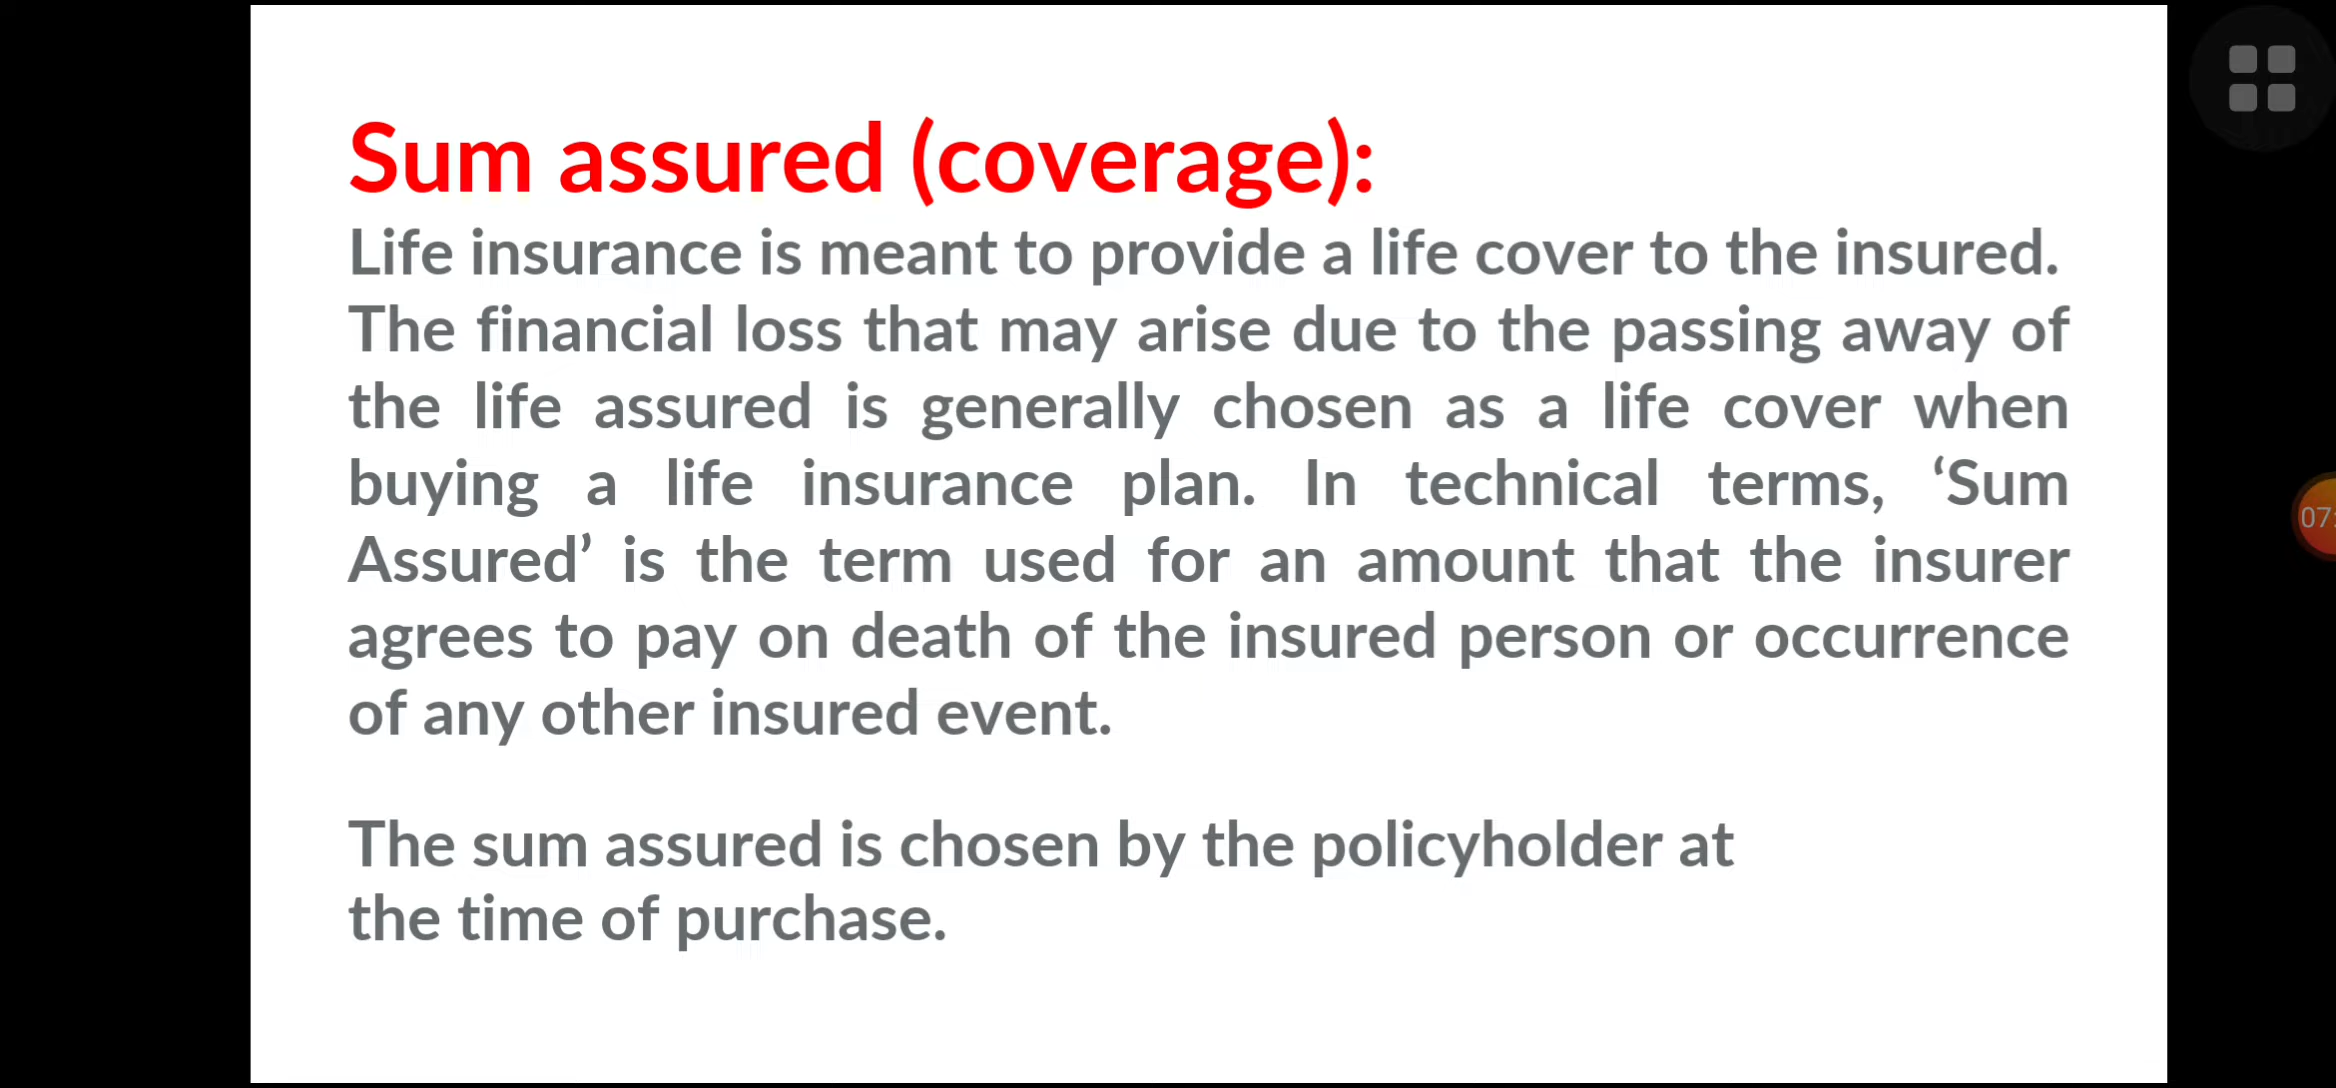 Sum assured (coverage):
Life insurance is meant to provide a life cover to the insured.
The financial loss that may arise due to the passing away of
the life assured is generally chosen as a life cover when
buying a life insurance plan. In technical terms, ‘Sum
Assured’ is the term used for an amount that the insurer
agrees to pay on death of the insured person or occurrence
of any other insured event.
The sum assured is chosen by the policyholder at
the time of purchase.
07: